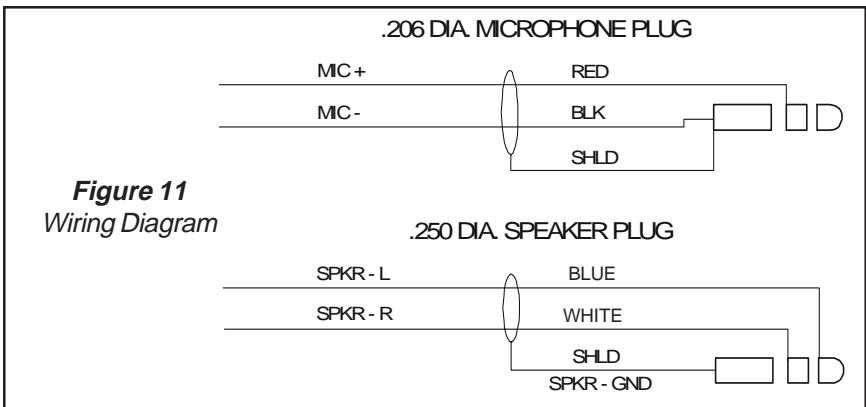 .206 DIA. MICROPHONE PLUG
MIC +
RED
MIC -
BLK
SHLD
Figure 11
Wiring Diagram
.250 DIA. SPEAKER PLUG
SPKR - L
BLUE
SPKR - R
WHITE
SHLD
SPKR - GND